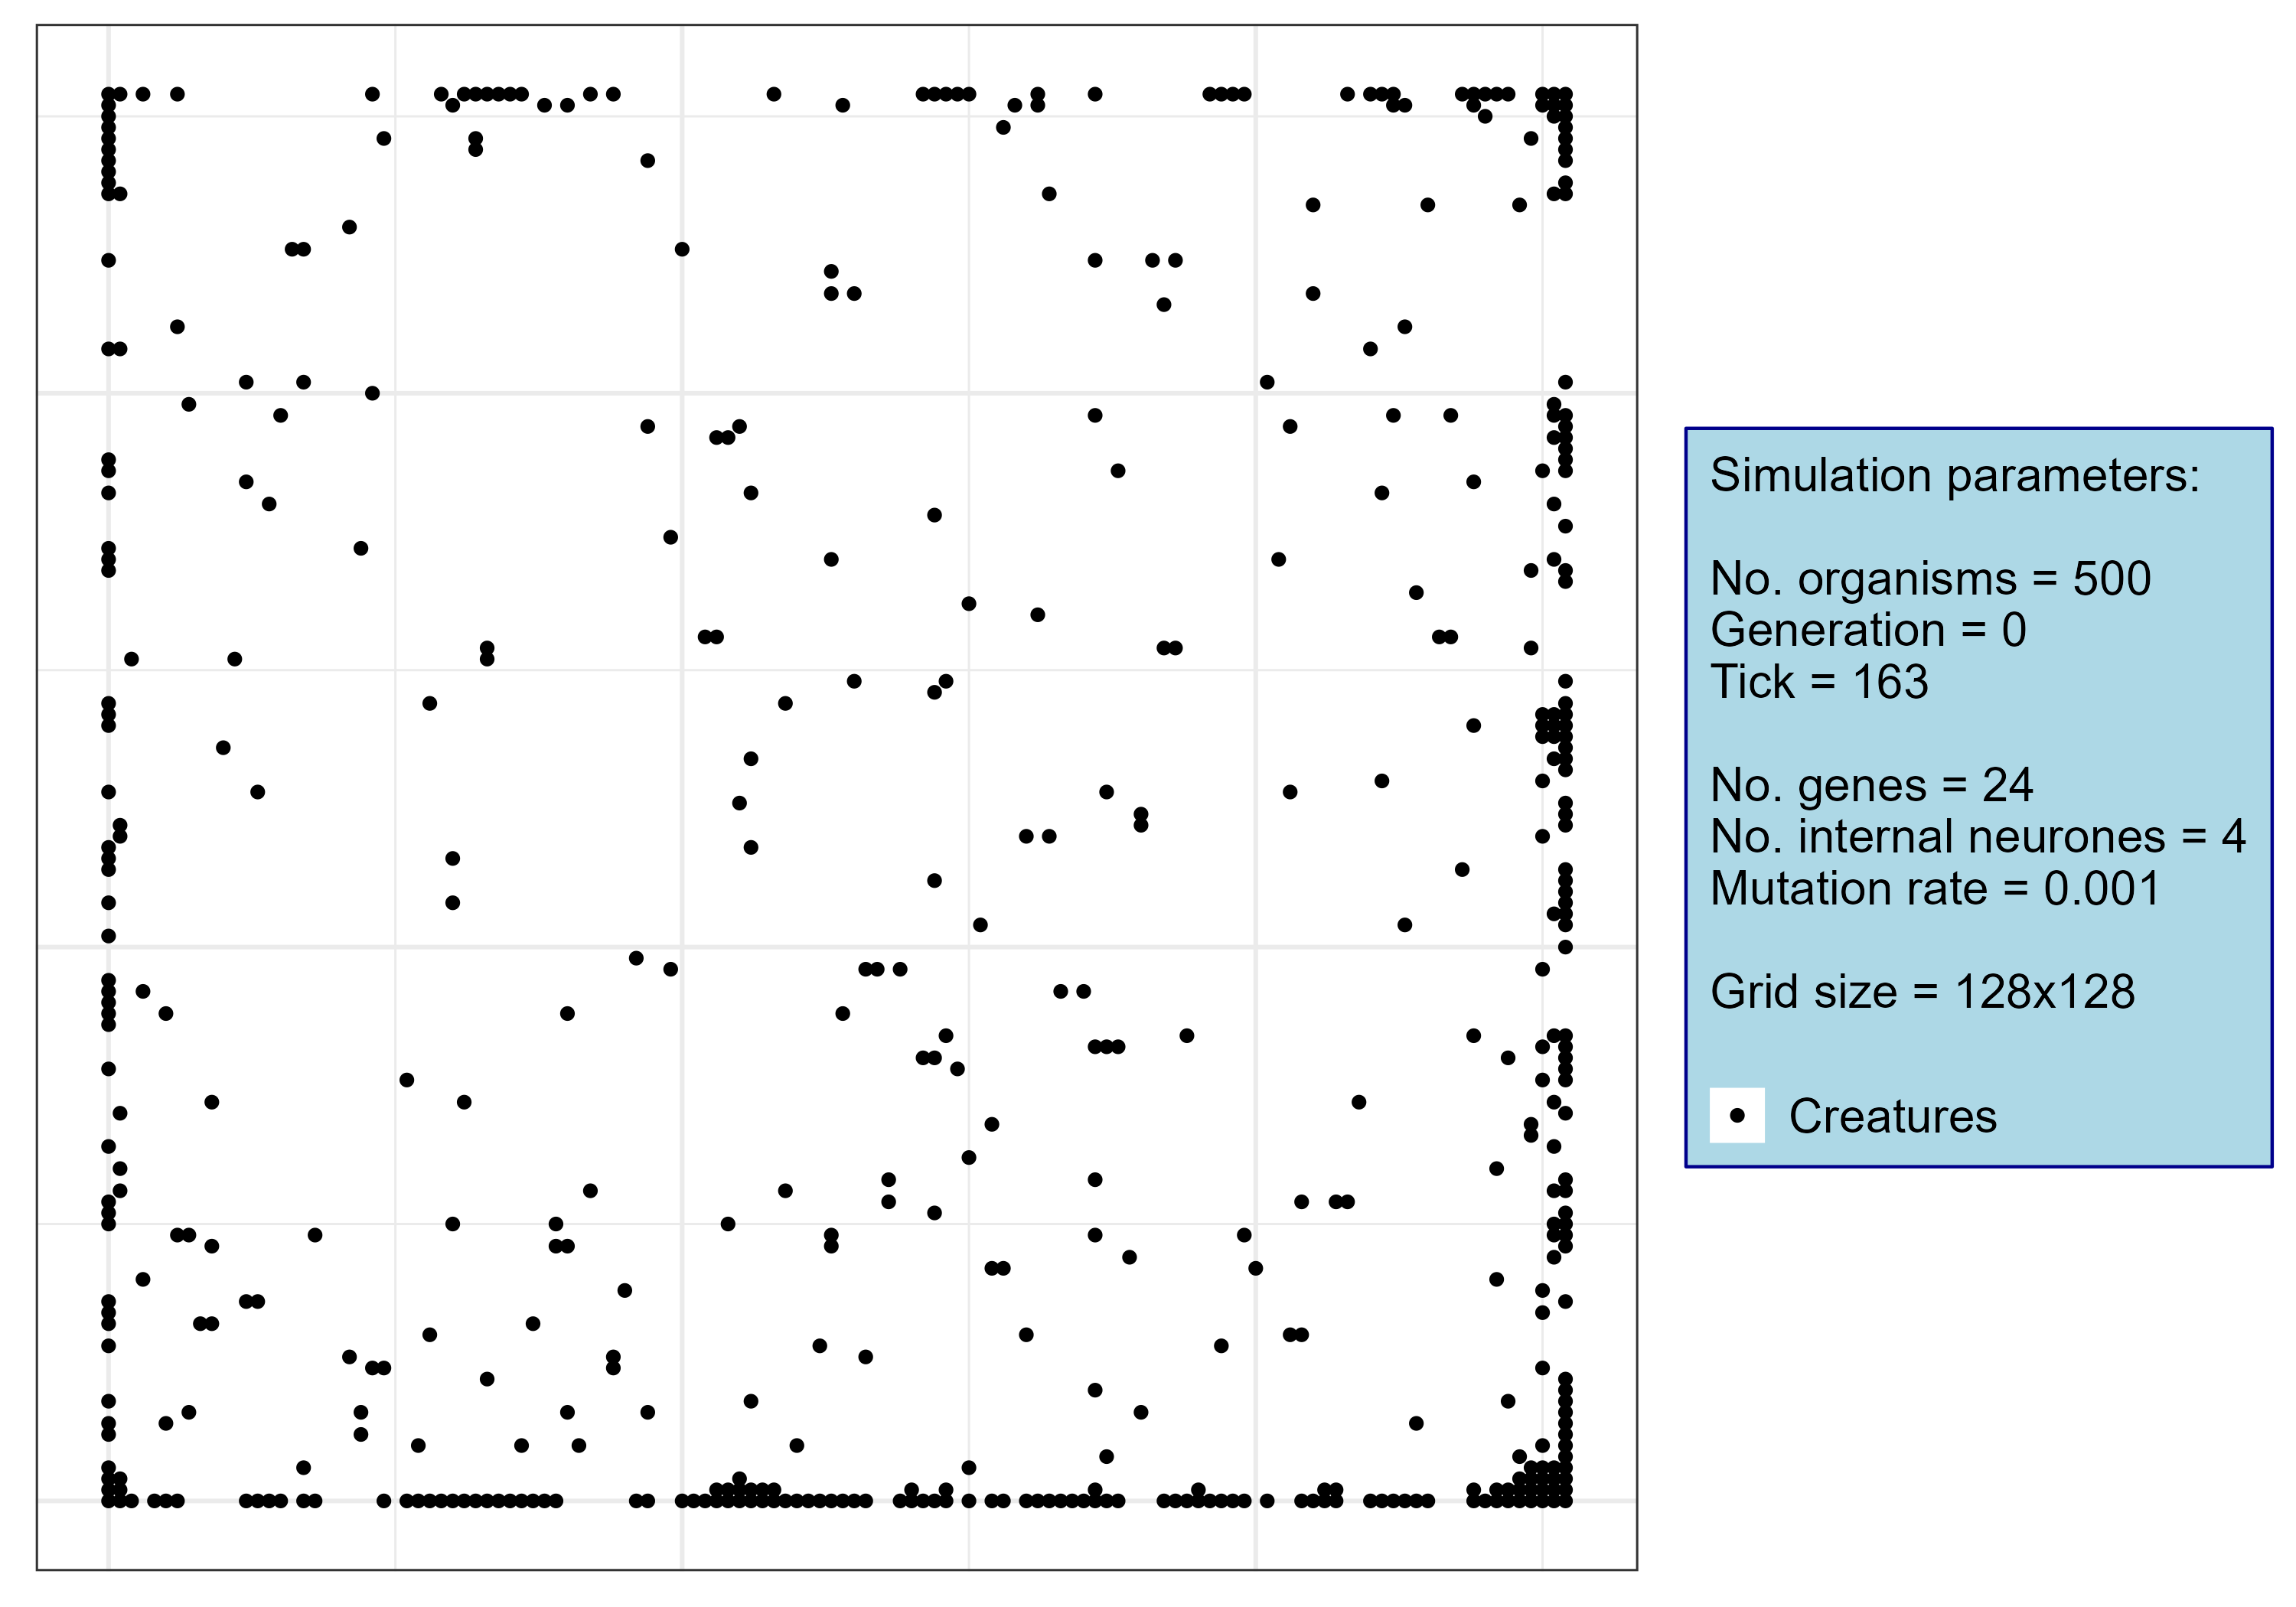 Simulation parameters:
No. organisms = 500
Generation = 0
Tick = 163
No. genes = 24
No. internal neurones = 4
Mutation rate = 0.001
Grid size = 128x128
Creatures